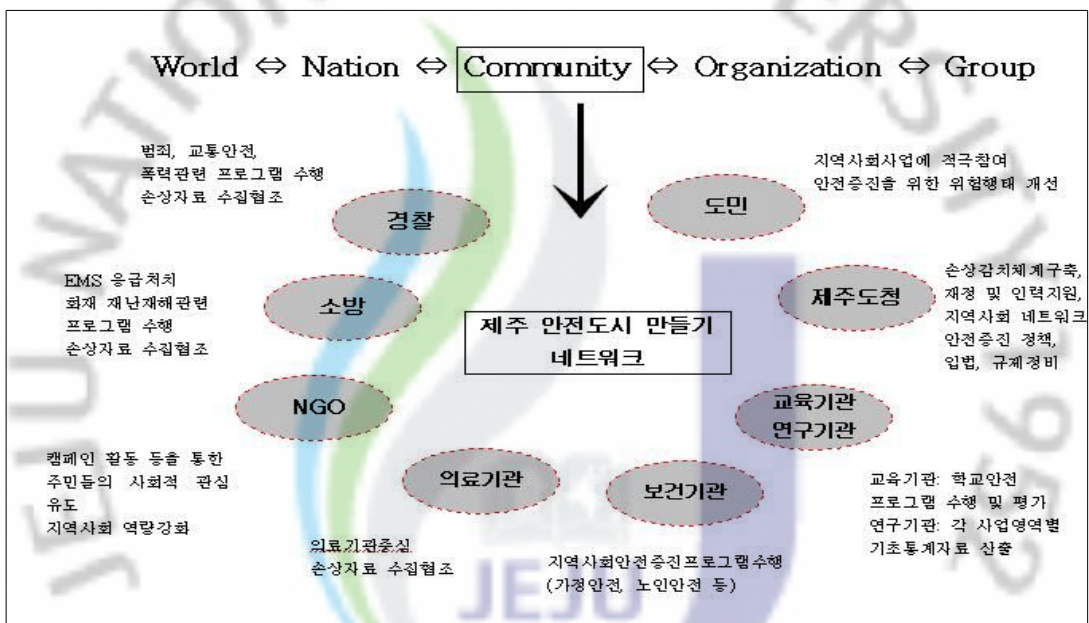 World ⇔ Nation ⇔ Community ⇔ Organization ⇔ Group
범죄, 교통안전,
폭력관련 프로그램 수행
손상자료 수집협조
경찰
지역사회사업에 적극참여
안전증진을 위한 위험행태 개선
도민
EMS 응급처치
화재 재난재해관련
프로그램 수행
손상자료 수집협조
소방
제주 안전도시 만들기
네트워크
제주도청
손상감치체계구축,
재정 및 인력지원,
지역사회 네트워크
안전증진 정책,
입법, 규제정비
NGO
캠페인 활동 등을 통한
주민들의 사회적 관심
유도
지역사회 역량강화
의료기관
의료기관중심
손상자료 수집협조
보건기관
지역사회안전증진프로그램수행
(가정안전, 노인안전 등)
교육기관
연구기관
교육기관: 학교안전
프로그램 수행 및 평가
연구기관: 각 사업영역별
기초통계자료 산출
JEJU NATIONAL UNIVERSITY 1952
JEJU